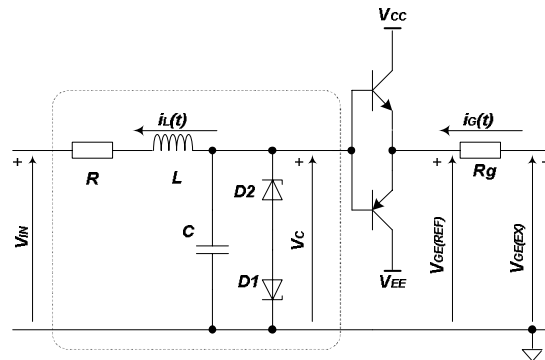 VCC
iL(t)
iG(t)
+
R
L
+
+
Rg
D2
C
VIN
VC
VGE(REF)
VGE(EX)
D1
VEE